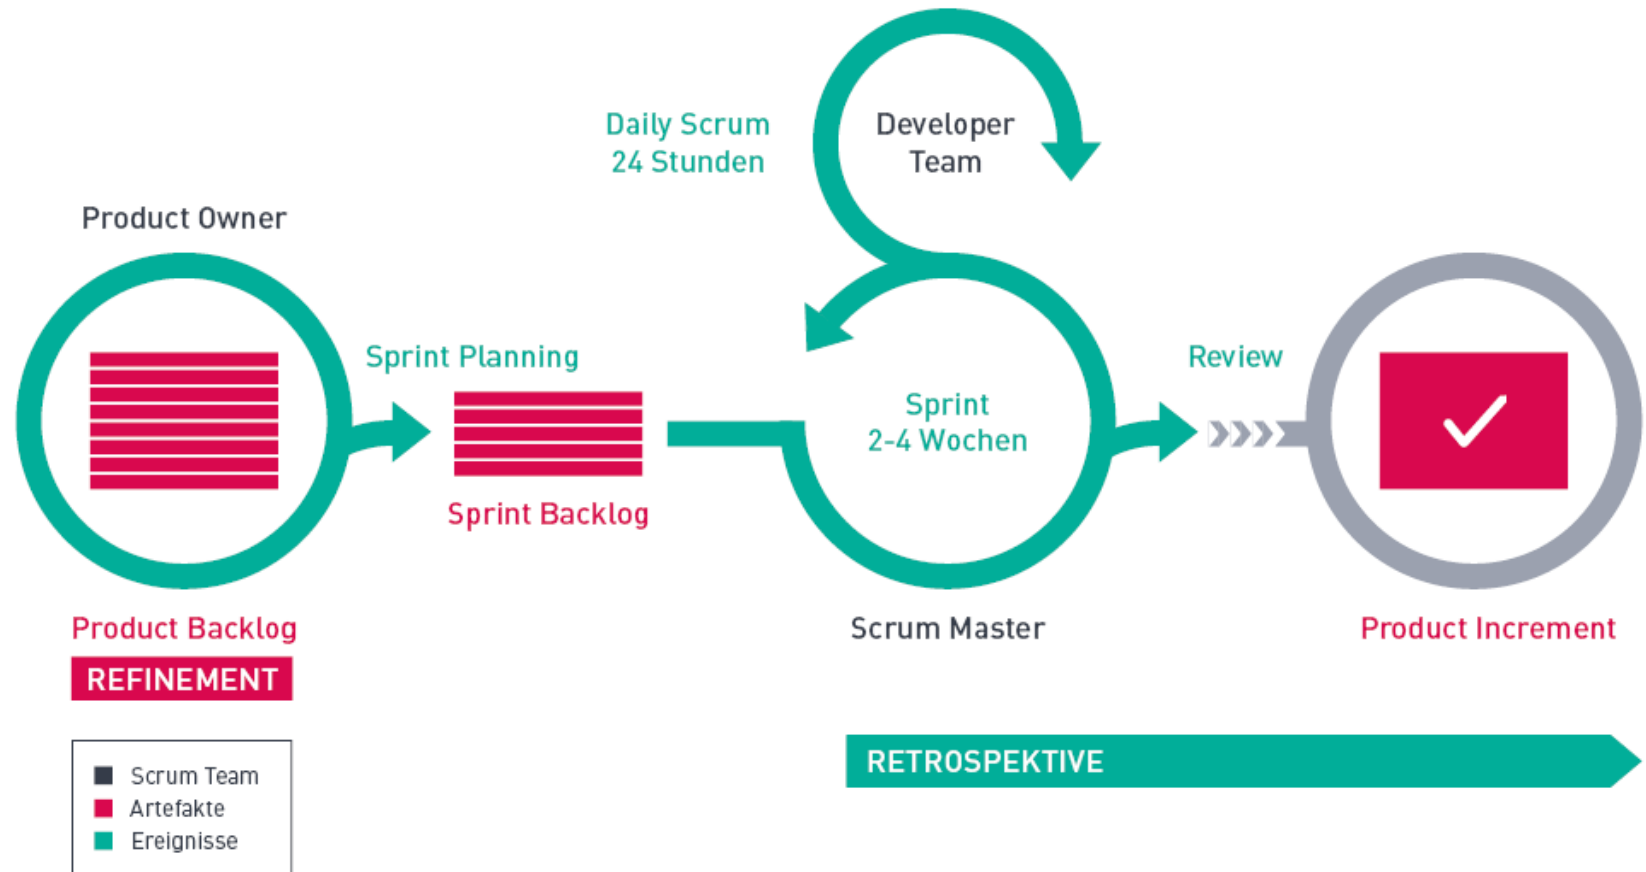 Daily Scrum
24 Stunden
Developer
Team
Product Owner
Sprint Planning
Sprint Backlog
Sprint
2-4 Wochen
Review
Product Backlog
REFINEMENT
Scrum Master
Product Increment
RETROSPEKTIVE
Scrum Team
Artefakte
Ereignisse